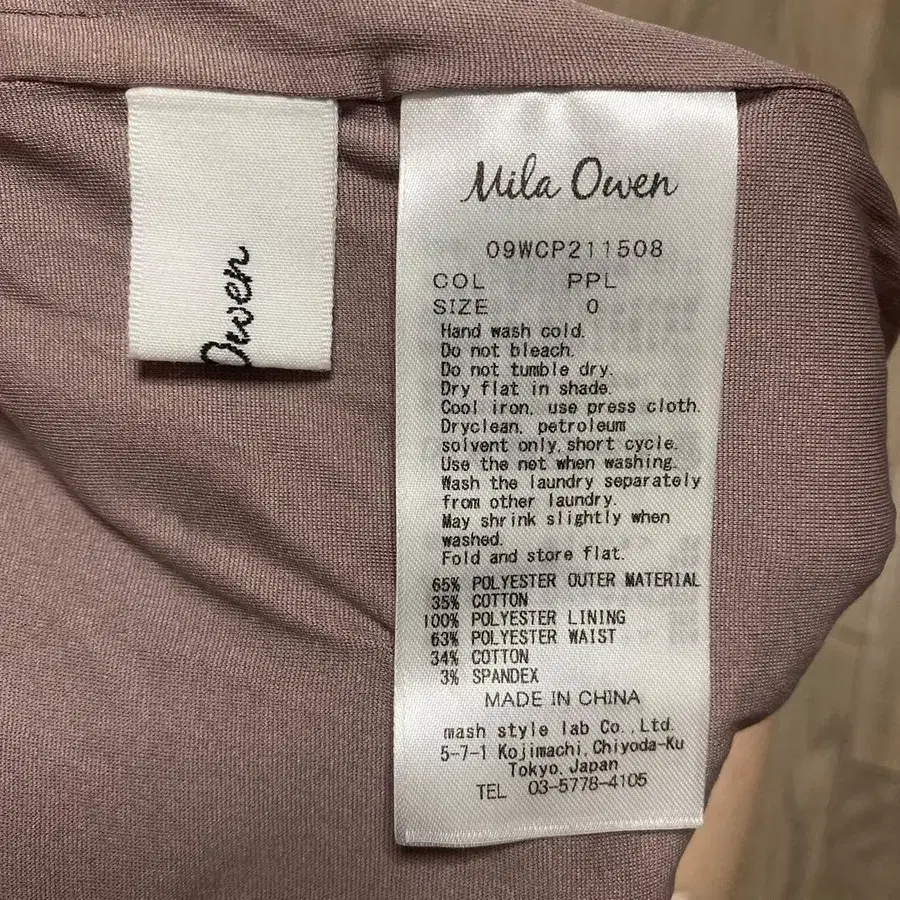 Owen
Mila Owen
09WCP211508
COL PPL
SIZE 0
Hand wash cold.
Do not bleach.
Do not tumble dry.
Dry flat in shade.
Cool iron, use press cloth.
Dryclean, petroleum
solvent only, short cycle.
Use the net when washing.
Wash the laundry separately
from other laundry.
May shrink slightly when
washed.
Fold and store flat.
65% POLYESTER OUTER MATERIAL
35% COTTON
100% POLYESTER LINING
63% POLYESTER WAIST
34% COTTON
3% SPANDEX
MADE IN CHINA
mash style lab Co.,Ltd.
5-7-1 Kojimachi, Chiyoda-Ku
Tokyo, Japan
TEL 03-5778-4105